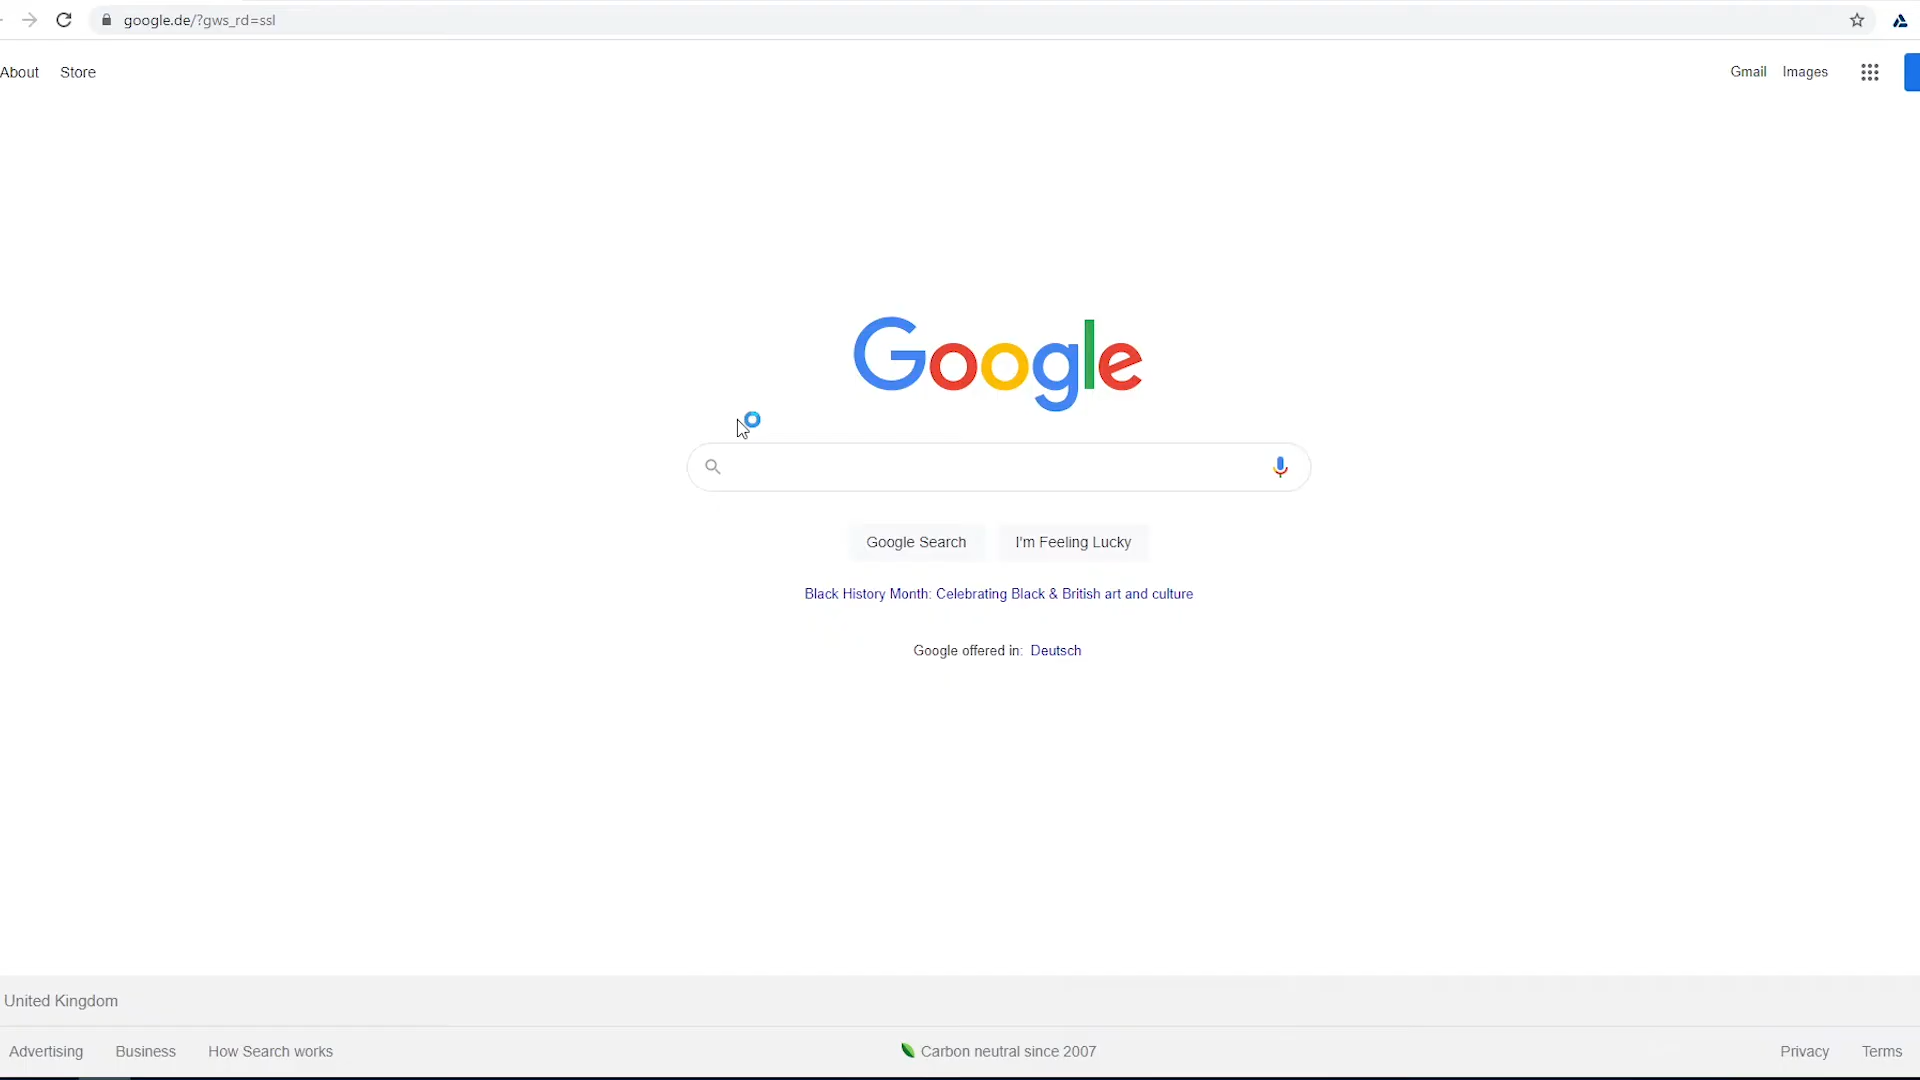 google.de/?gws_rd=ssl
About Store Gmail Images
Google
Google Search I'm Feeling Lucky
Black History Month: Celebrating Black & British art and culture
Google offered in: Deutsch
United Kingdom
Advertising Business How Search works Carbon neutral since 2007 Privacy Terms